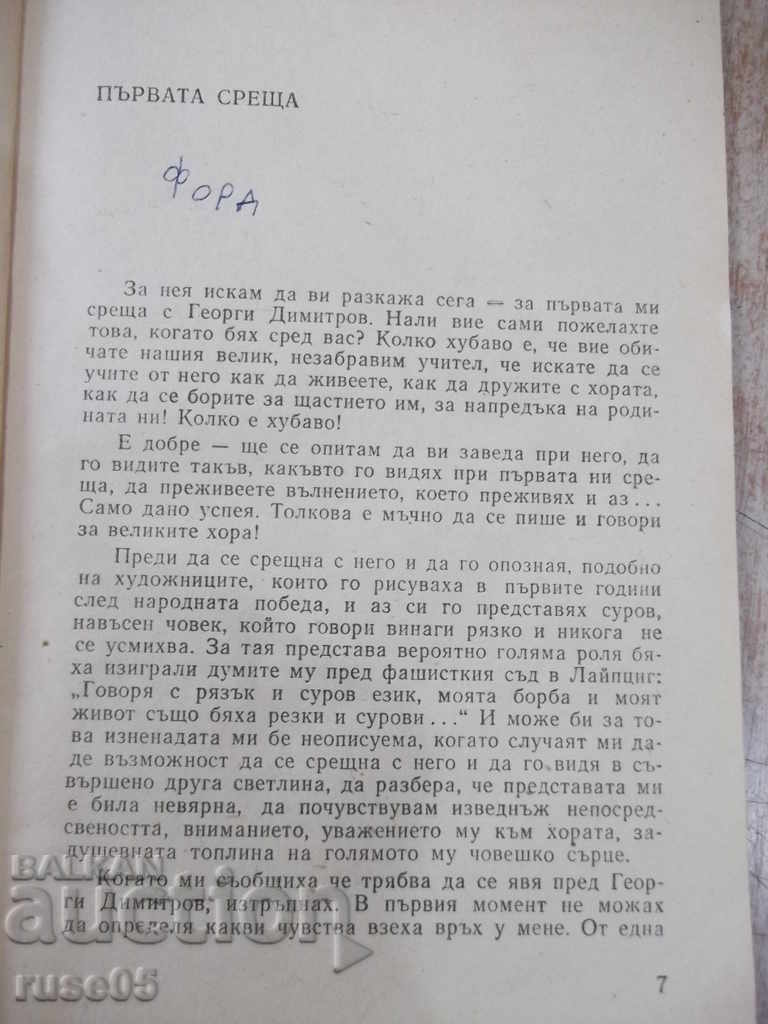 ПЪРВАТА СРЕЩА
ФОРД
За нея искам да ви разкажа сега — за първата ми
среща с Георги Димитров. Нали вие сами пожелахте
това, когато бях сред вас? Колко хубаво е, че вие оби-
чате нашия велик, незабравим учител, че искате да се
учите от него как да живеете, как да дружите с хората,
как да се борите за щастието им, за напредъка на роди-
ната ни! Колко е хубаво!
Е добре — ще се опитам да ви заведа при него, да
го видите такъв, какъвто го видях при първата ни сре-
ща, да преживеете вълнението, което преживях и аз...
Само дано успея. Толкова е мъчно да се пише и говори
за великите хора!
Преди да се срещна с него и да го опозная, подобно
на художниците, които го рисуваха в първите години
след народната победа, и аз си го представях суров,
навъсен човек, който говори винаги рязко и никога не
се усмихва. За тая представа вероятно голяма роля бя-
ха изиграли думите му пред фашисткия съд в Лайпциг:
„Говоря с рязък и суров език, моята борба и моят
живот също бяха резки и сурови...“ И може би за то-
ва изненадата ми бе неописуема, когато случаят ми да-
де възможност да се срещна с него и да го видя в съ-
вършено друга светлина, да разбера, че представата ми
е била невярна, да почувствувам изведнъж непосред-
свеността, вниманието, уважението му към хората, за-
душевната топлина на голямото му човешко сърце.
Когато ми съобщиха че трябва да се явя пред Геор-
ги Димитров, изтръпнах. В първия момент не можах
да определя какви чувства взеха връх у мене. От една
7
BALKAN
auction
ruse05